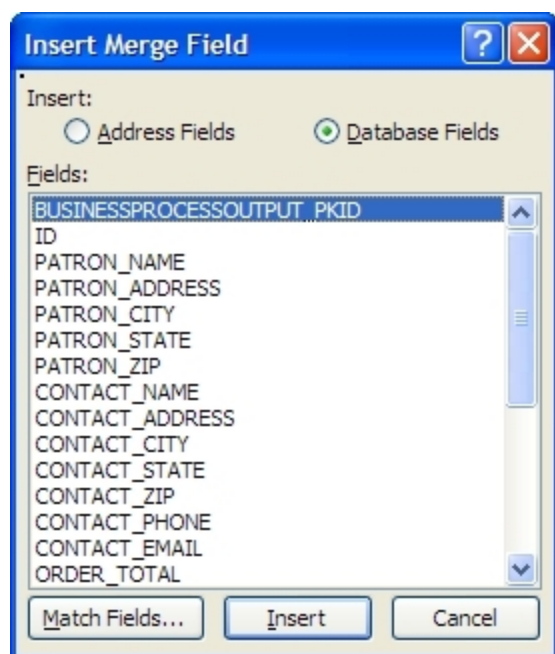 Insert Merge Field
Insert:
Address Fields Database Fields
Fields:
BUSINESSPROCESSOUTPUT_PKID
ID
PATRON_NAME
PATRON_ADDRESS
PATRON_CITY
PATRON_STATE
PATRON_ZIP
CONTACT_NAME
CONTACT_ADDRESS
CONTACT_CITY
CONTACT_STATE
CONTACT_ZIP
CONTACT_PHONE
CONTACT_EMAIL
ORDER_TOTAL
Match Fields... Insert Cancel